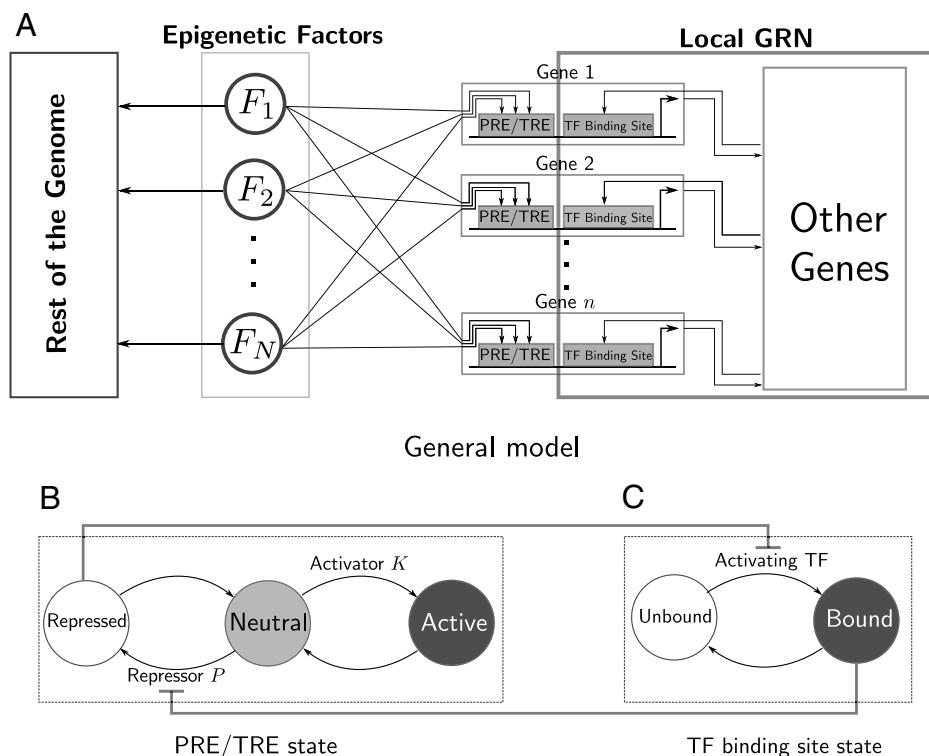 A
Epigenetic Factors
Local GRN
Rest of the Genome
F1
F2
FN
Gene 1
PRE/TRE
TF Binding Site
Gene 2
PRE/TRE
TF Binding Site
Gene n
PRE/TRE
TF Binding Site
Other
Genes
General model
B
Repressed
Neutral
Active
Activator K
Repressor P
PRE/TRE state
C
Activating TF
Unbound
Bound
TF binding site state